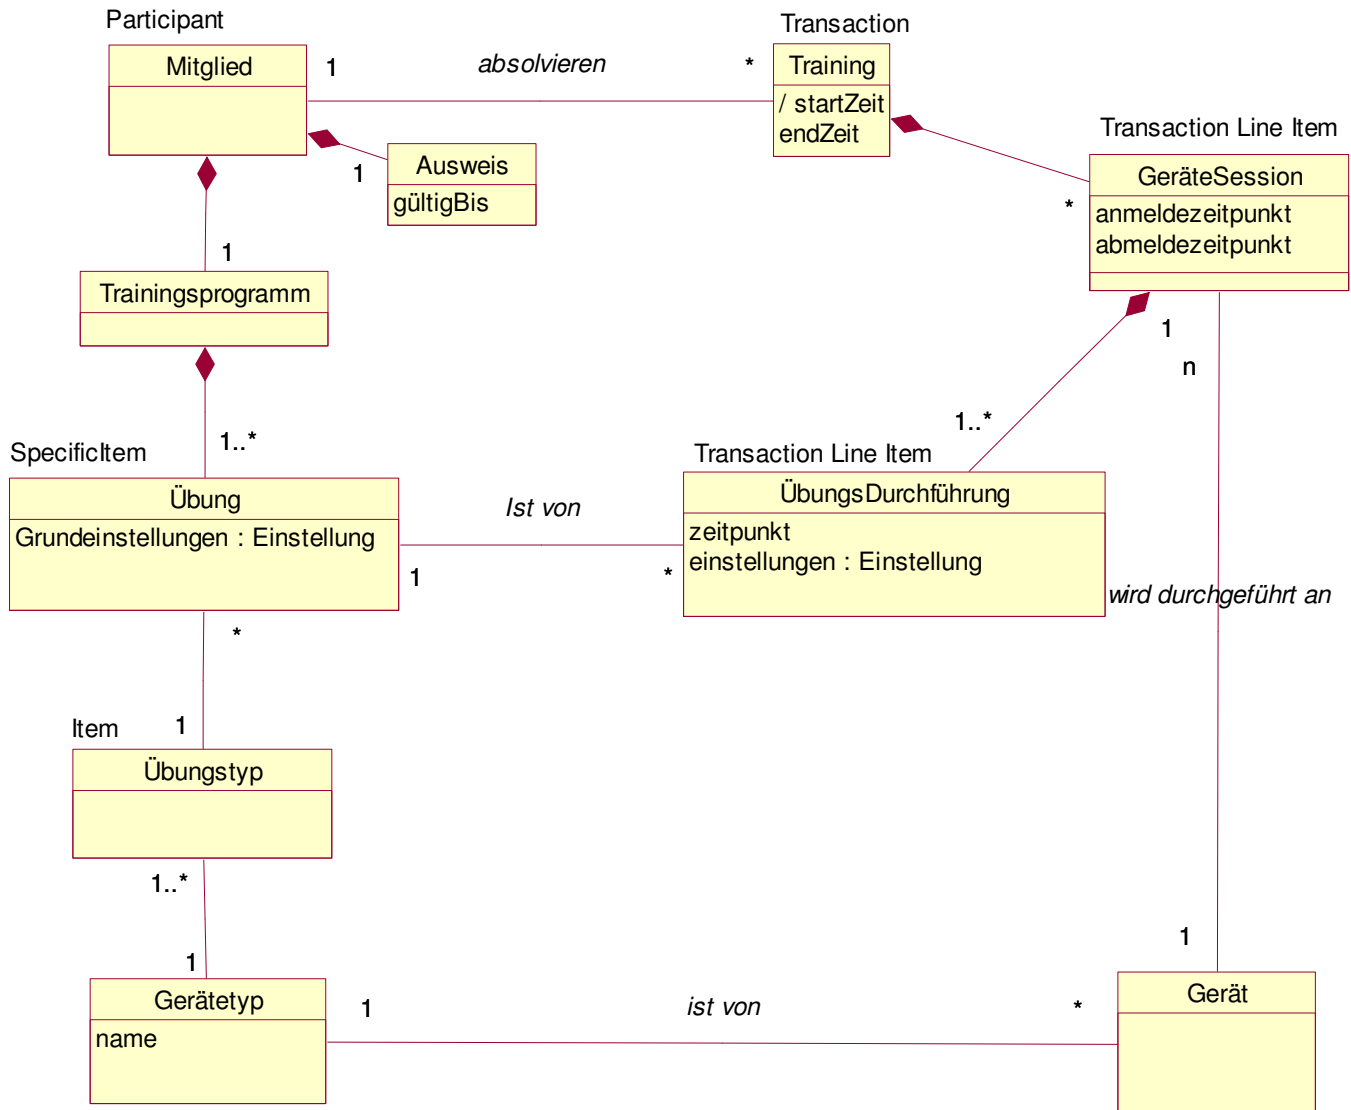 Participant
Transaction
Mitglied
1
absolvieren
*
Training
/ startZeit
endZeit
Transaction Line Item
Ausweis
1
gültigBis
GeräteSession
*
anmeldezeitpunkt
abmeldezeitpunkt
1
Trainingsprogramm
1
n
1..*
1..*
SpecificItem
Transaction Line Item
Übung
Ist von
ÜbungsDurchführung
Grundeinstellungen : Einstellung
zeitpunkt
einstellungen : Einstellung
1
*
wird durchgeführt an
*
Item
1
Übungstyp
1..*
1
1
Gerätetyp
1
ist von
*
Gerät
name